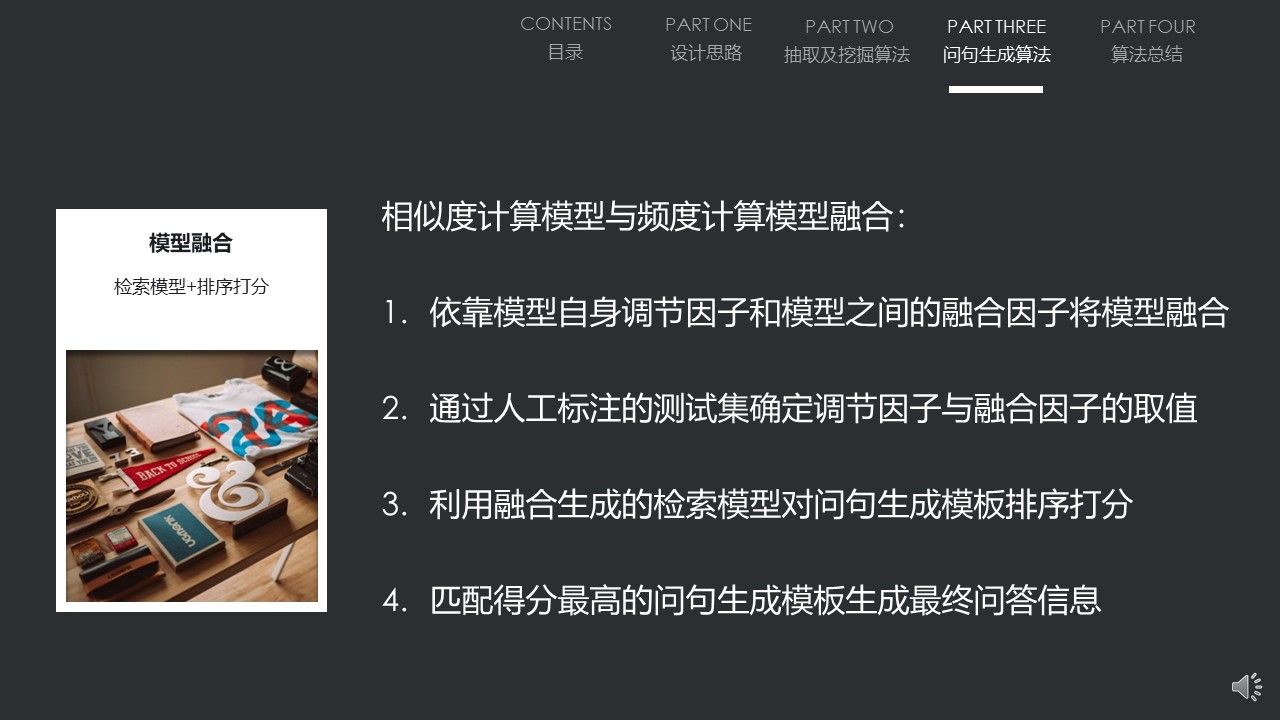 CONTENTS
目录
PART ONE
设计思路
PART TWO
抽取及挖掘算法
PART THREE
问句生成算法
PART FOUR
算法总结
模型融合
检索模型+排序打分
BACK TO SCHOOL
相似度计算模型与频度计算模型融合：
1. 依靠模型自身调节因子和模型之间的融合因子将模型融合
2. 通过人工标注的测试集确定调节因子与融合因子的取值
3. 利用融合生成的检索模型对问句生成模板排序打分
4. 匹配得分最高的问句生成模板生成最终问答信息